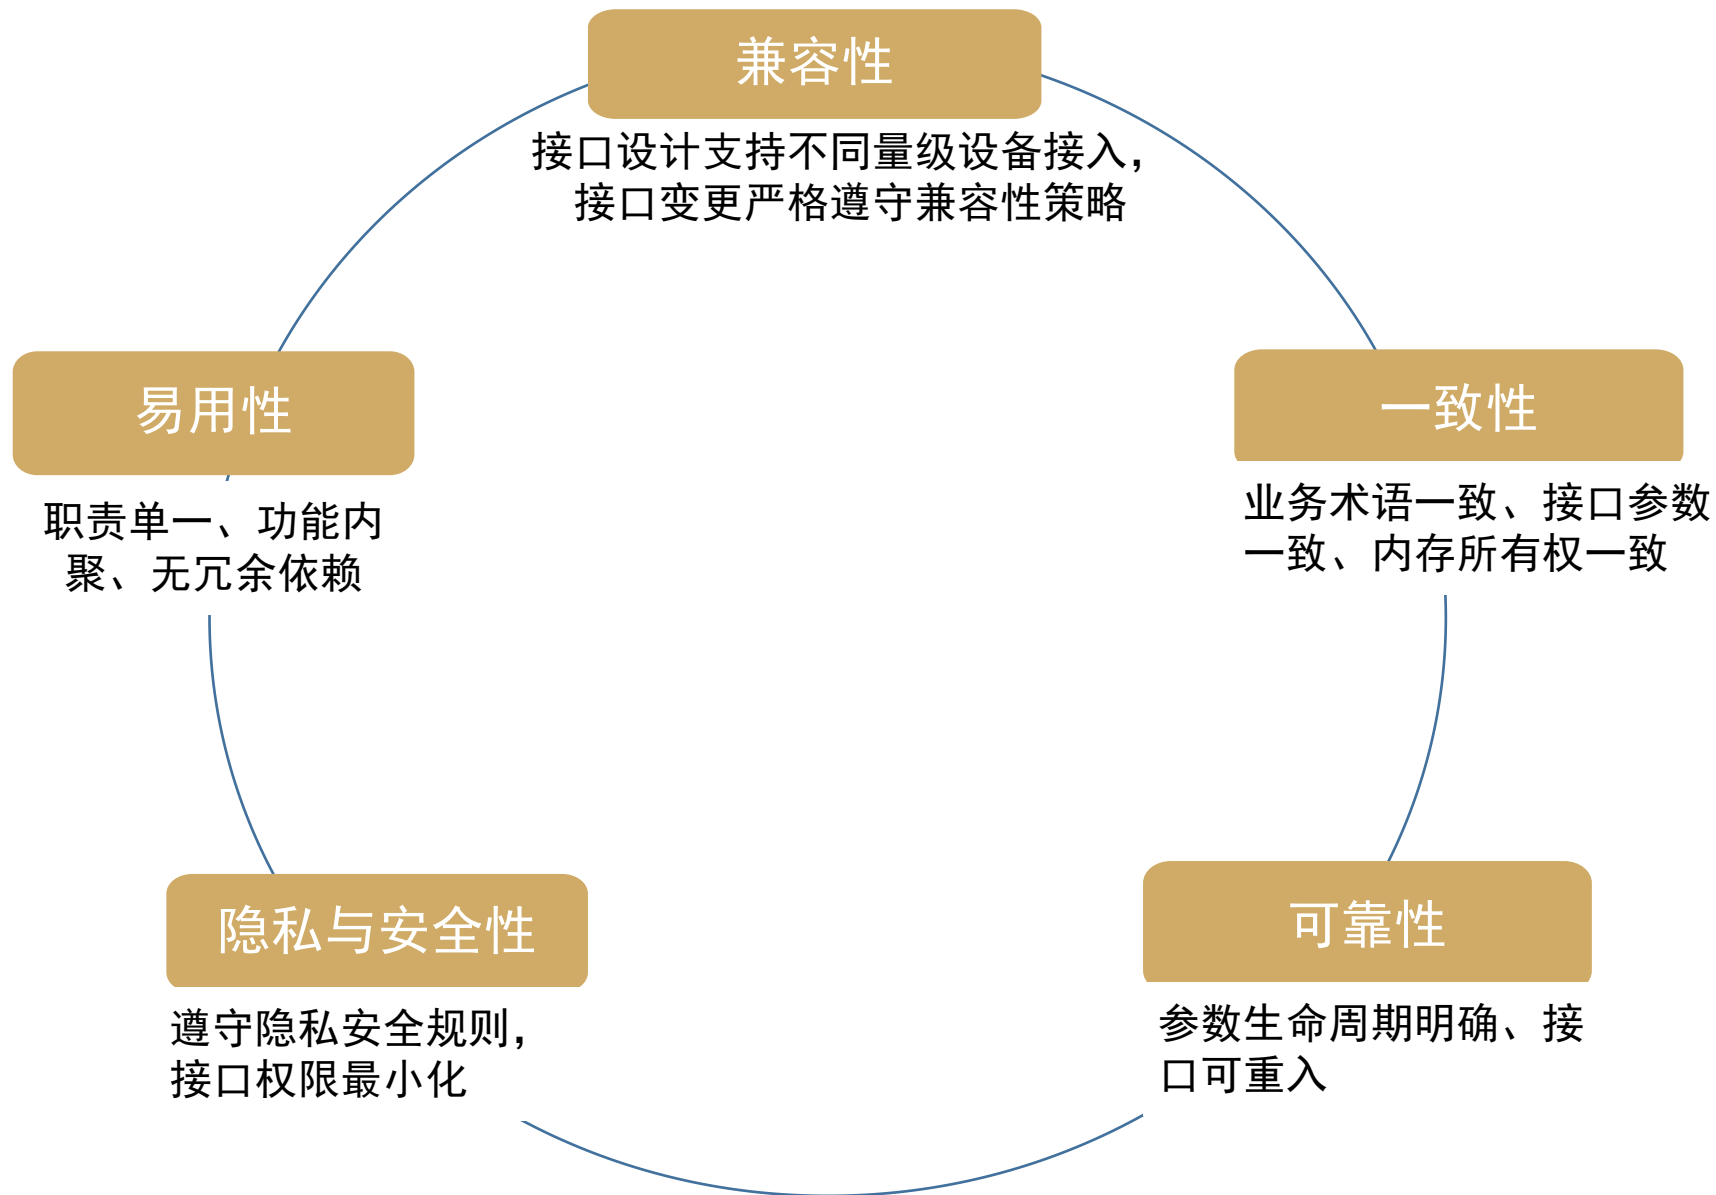 兼容性
接口设计支持不同量级设备接入，
接口变更严格遵守兼容性策略
易用性
职责单一、功能内
聚、无冗余依赖
一致性
业务术语一致、接口参数
一致、内存所有权一致
隐私与安全性
遵守隐私安全规则，
接口权限最小化
可靠性
参数生命周期明确、接
口可重入